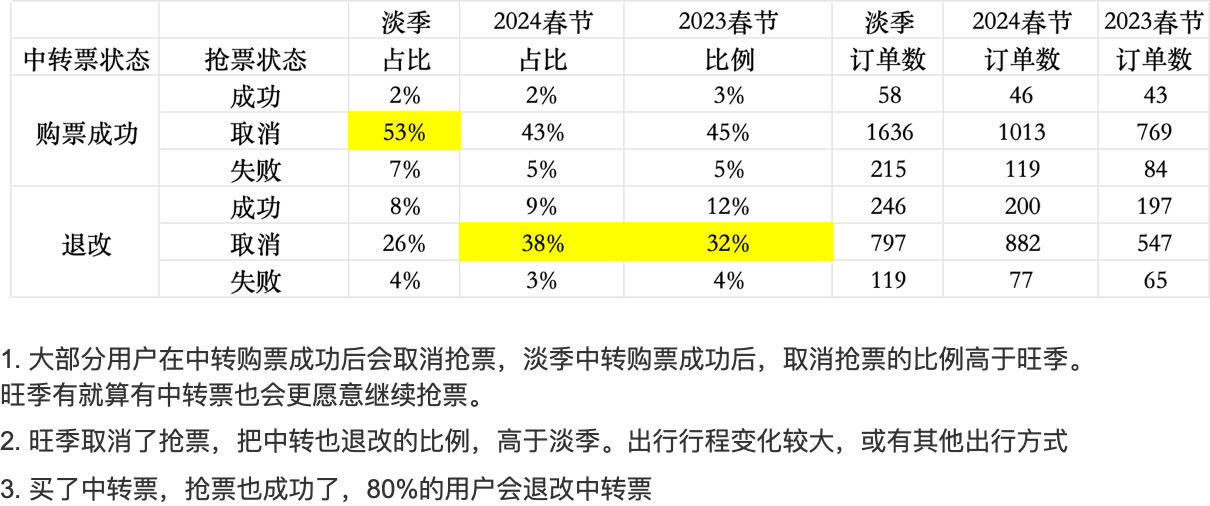 淡季 2024春节 2023春节 淡季 2024春节 2023春节
中转票状态 抢票状态 占比 占比 比例 订单数 订单数 订单数
购票成功 成功 2% 2% 3% 58 46 43
取消 53% 43% 45% 1636 1013 769
失败 7% 5% 5% 215 119 84
退改 成功 8% 9% 12% 246 200 197
取消 26% 38% 32% 797 882 547
失败 4% 3% 4% 119 77 65
1. 大部分用户在中转购票成功后会取消抢票，淡季中转购票成功后，取消抢票的比例高于旺季。
旺季有就算有中转票也会更愿意继续抢票。
2. 旺季取消了抢票，把中转也退改的比例，高于淡季。出行行程变化较大，或有其他出行方式
3. 买了中转票，抢票也成功了，80%的用户会退改中转票